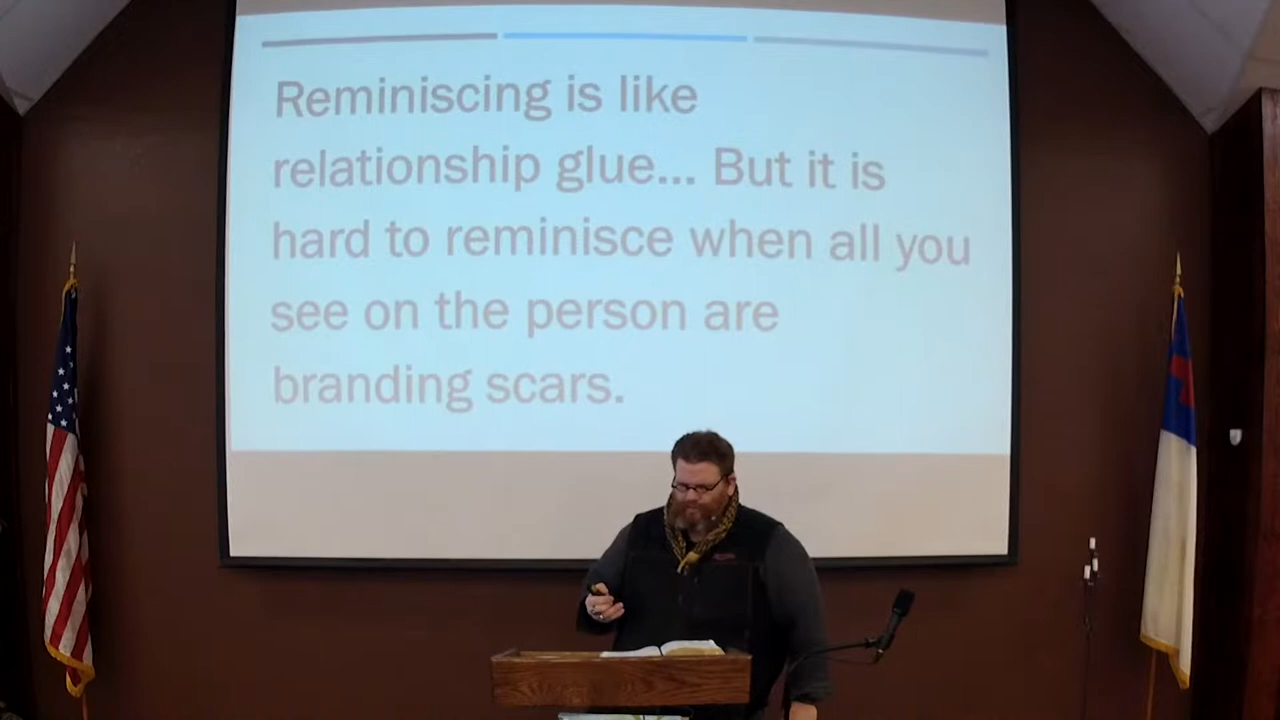 Reminiscing is like
relationship glue... But it is
hard to reminisce when all you
see on the person are
branding scars.